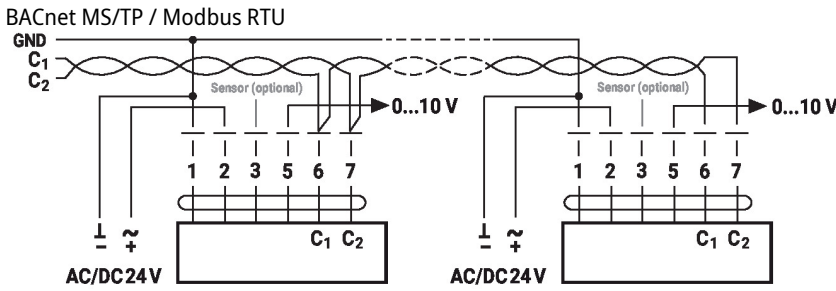 BACnet MS/TP / Modbus RTU
GND
C1
C2
Sensor (optional) Sensor (optional)
0...10 V 0...10 V
1 2 3 5 6 7 1 2 3 5 6 7
⊥ ~ ⊥ ~
– + – +
C1 C2 C1 C2
AC/DC 24 V AC/DC 24 V